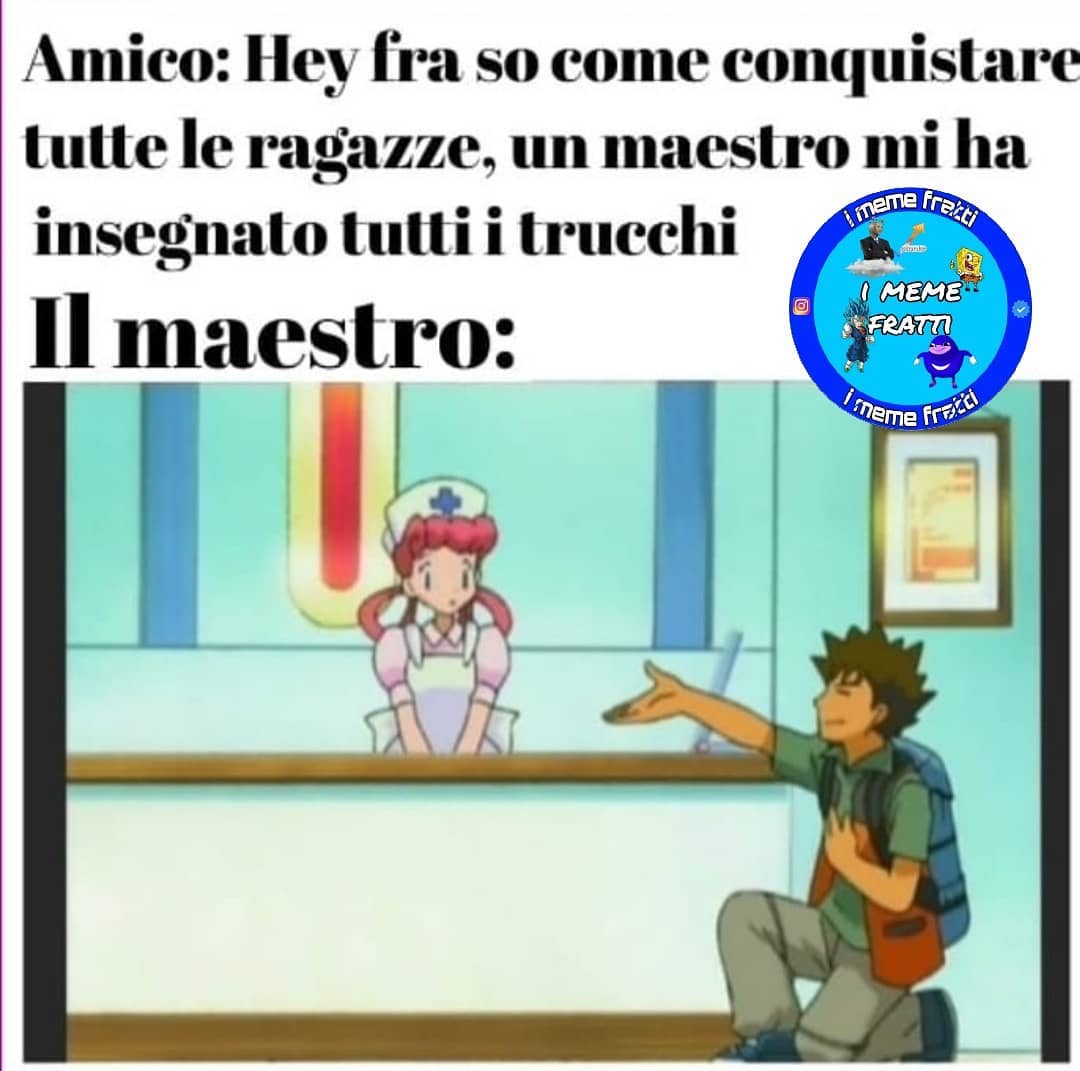 Amico: Hey fra so come conquistare
tutte le ragazze, un maestro mi ha
insegnato tutti i trucchi
Il maestro:
i meme fratti
I MEME
FRATTI
i meme fratti